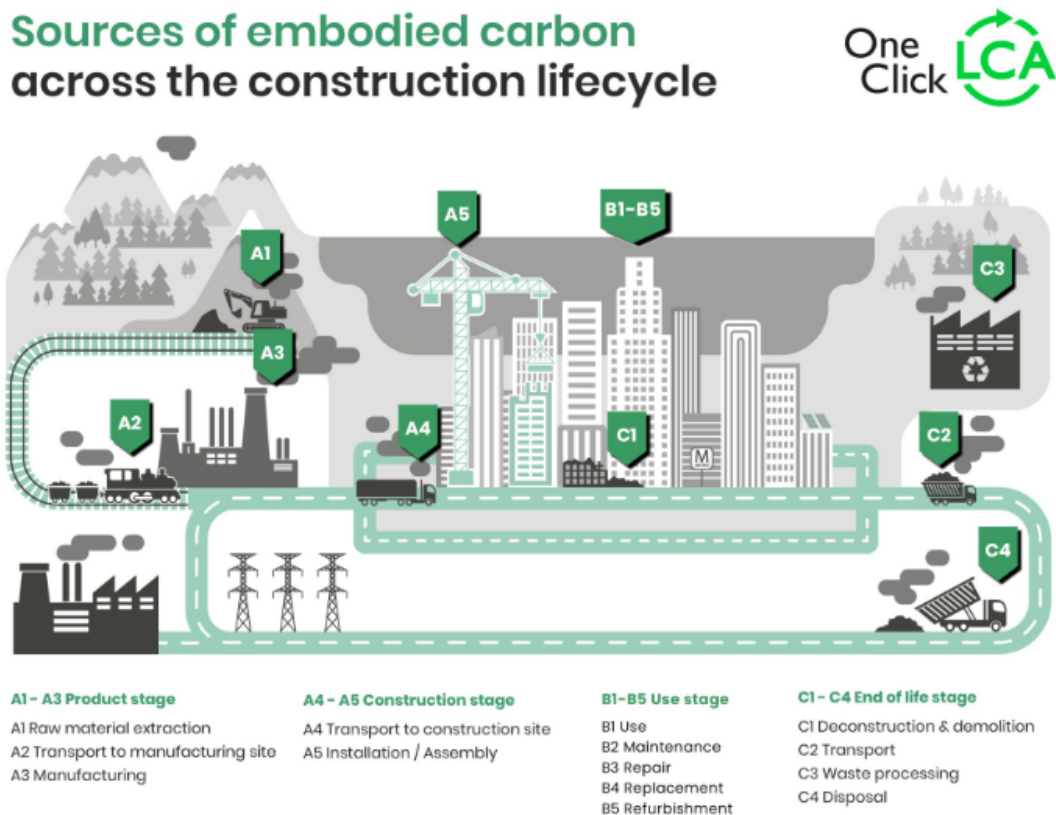 Sources of embodied carbon
across the construction lifecycle
One
Click LCA
A5
B1-B5
A1
C3
A3
A2
A4
C1
C2
M
C4
A1 - A3 Product stage
A1 Raw material extraction
A2 Transport to manufacturing site
A3 Manufacturing
A4 - A5 Construction stage
A4 Transport to construction site
A5 Installation / Assembly
B1-B5 Use stage
B1 Use
B2 Maintenance
B3 Repair
B4 Replacement
B5 Refurbishment
C1 - C4 End of life stage
C1 Deconstruction & demolition
C2 Transport
C3 Waste processing
C4 Disposal